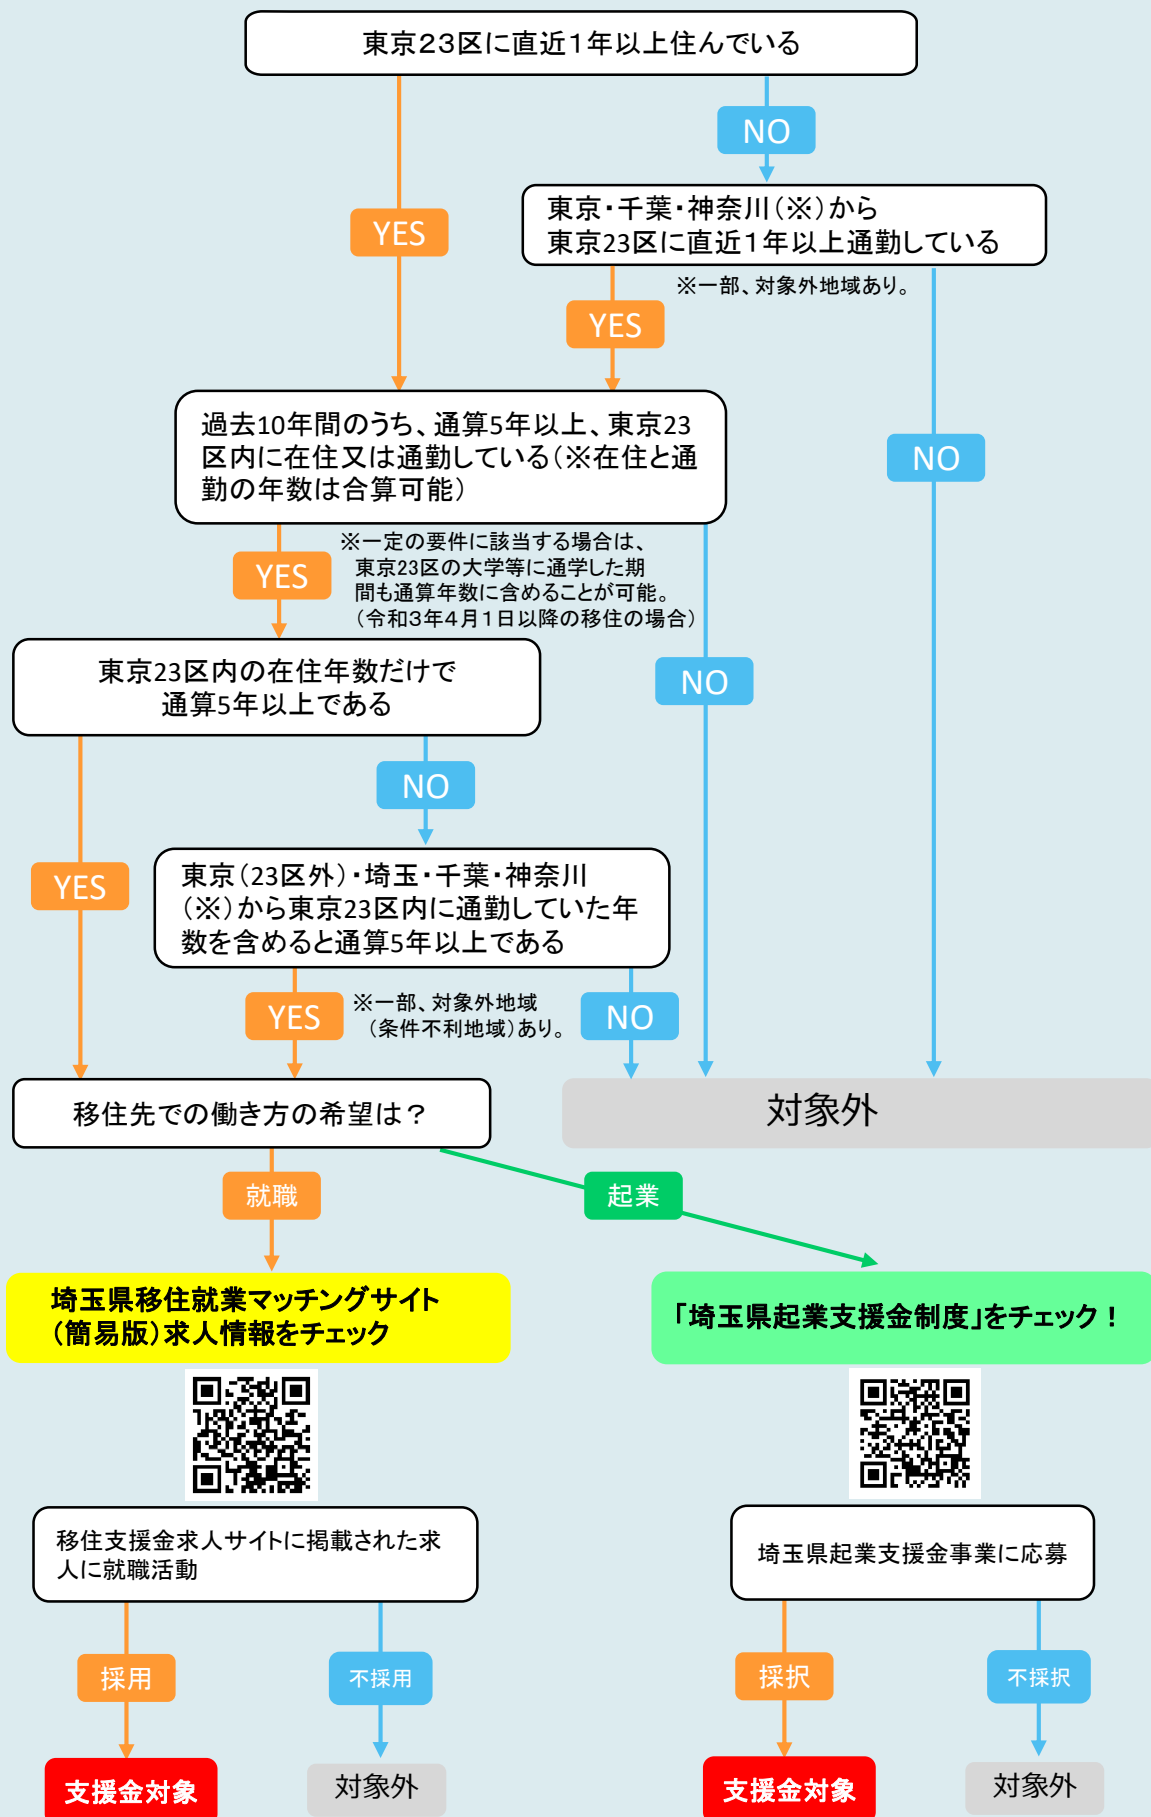 東京23区に直近1年以上住んでいる
NO
YES
東京・千葉・神奈川(※)から
東京23区に直近1年以上通勤している
※一部、対象外地域あり。
YES
過去10年間のうち、通算5年以上、東京23
区内に在住又は通勤している(※在住と通
勤の年数は合算可能)
NO
YES
※一定の要件に該当する場合は、
東京23区の大学等に通学した期
間も通算年数に含めることが可能。
(令和3年4月1日以降の移住の場合)
NO
東京23区内の在住年数だけで
通算5年以上である
NO
YES
東京(23区外)・埼玉・千葉・神奈川
(※)から東京23区内に通勤していた年
数を含めると通算5年以上である
YES
※一部、対象外地域
(条件不利地域)あり。
NO
移住先での働き方の希望は？
対象外
就職
起業
埼玉県移住就業マッチングサイト
(簡易版)求人情報をチェック
「埼玉県起業支援金制度」をチェック！
移住支援金求人サイトに掲載された求
人に就職活動
埼玉県起業支援金事業に応募
採用
不採用
採択
不採択
支援金対象
対象外
支援金対象
対象外